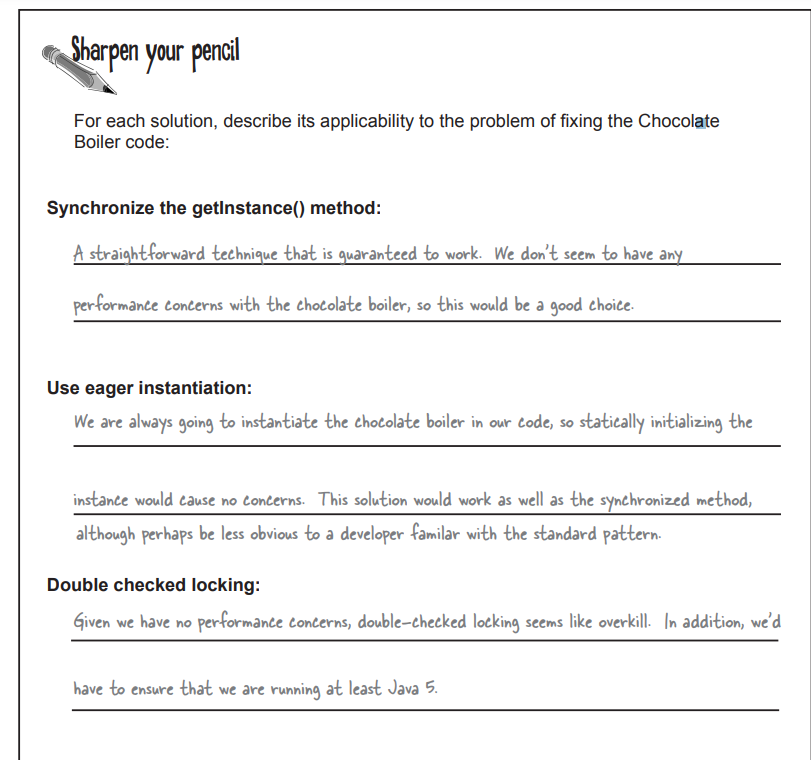 Sharpen your pencil
For each solution, describe its applicability to the problem of fixing the Chocolate
Boiler code:
Synchronize the getInstance() method:
A straightforward technique that is guaranteed to work. We don't seem to have any
performance concerns with the chocolate boiler, so this would be a good choice.
Use eager instantiation:
We are always going to instantiate the chocolate boiler in our code, so statically initializing the
instance would cause no concerns. This solution would work as well as the synchronized method,
although perhaps be less obvious to a developer familar with the standard pattern.
Double checked locking:
Given we have no performance concerns, double-checked locking seems like overkill. In addition, we'd
have to ensure that we are running at least Java 5.